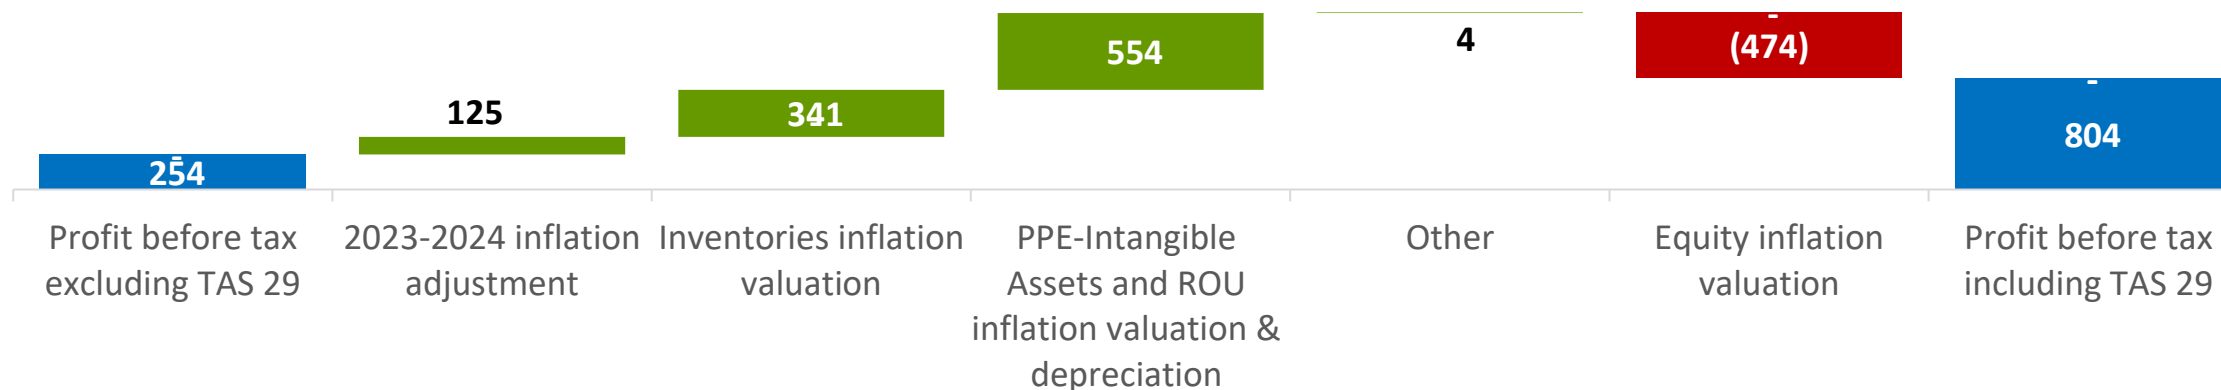 554
4
-
(474)
125
341
-
804
254
Profit before tax
excluding TAS 29
2023-2024 inflation
adjustment
Inventories inflation
valuation
PPE-Intangible
Assets and ROU
inflation valuation &
depreciation
Other
Equity inflation
valuation
Profit before tax
including TAS 29